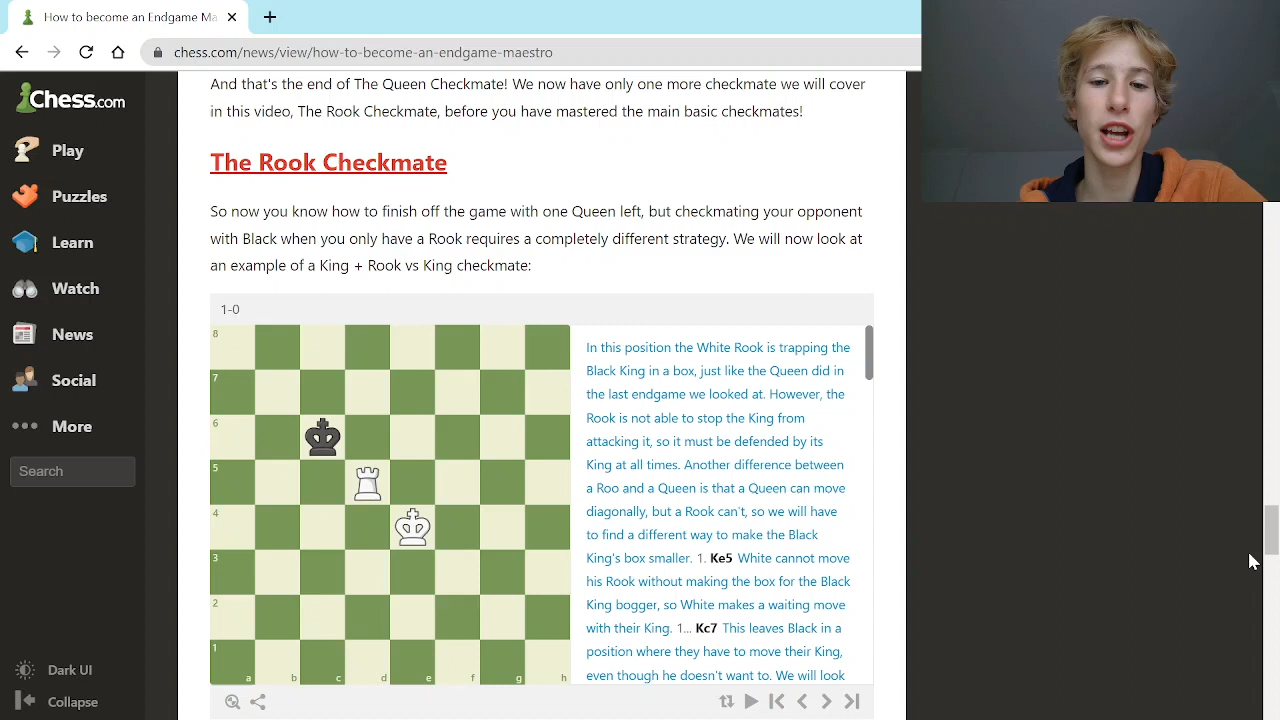 How to become an Endgame Ma
chess.com/news/view/how-to-become-an-endgame-maestro
Chess.com
Play
Puzzles
Learn
Watch
News
Social
More
Search
Dark UI
Collapse
And that's the end of The Queen Checkmate! We now have only one more checkmate we will cover
in this video, The Rook Checkmate, before you have mastered the main basic checkmates!
The Rook Checkmate
So now you know how to finish off the game with one Queen left, but checkmating your opponent
with Black when you only have a Rook requires a completely different strategy. We will now look at
an example of a King + Rook vs King checkmate:
1-0
8
7
6
5
4
3
2
1
a b c d e f g h
In this position the White Rook is trapping the
Black King in a box, just like the Queen did in
the last endgame we looked at. However, the
Rook is not able to stop the King from
attacking it, so it must be defended by its
King at all times. Another difference between
a Roo and a Queen is that a Queen can move
diagonally, but a Rook can't, so we will have
to find a different way to make the Black
King's box smaller. 1. Ke5 White cannot move
his Rook without making the box for the Black
King bogger, so White makes a waiting move
with their King. 1... Kc7 This leaves Black in a
position where they have to move their King,
even though he doesn't want to. We will look